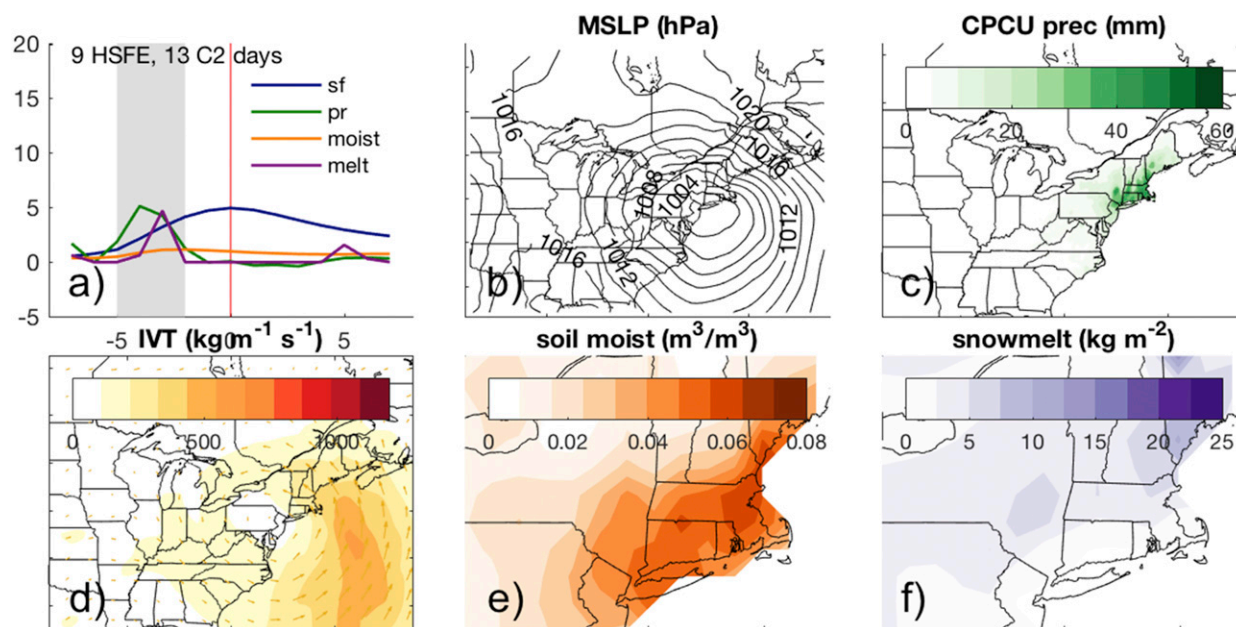 MSLP (hPa)
CPCU prec (mm)
20
15
10
5
0
-5
9 HSFE, 13 C2 days
sf
pr
moist
melt
a)
-5
0
5
1016
1020
1016
1008
1004
1012
1016
1012
b)
0
20
40
60
c)
IVT (kg m⁻¹ s⁻¹)
soil moist (m³/m³)
snowmelt (kg m⁻²)
0
500
1000
d)
0
0.02
0.04
0.06
0.08
e)
0
5
10
15
20
25
f)